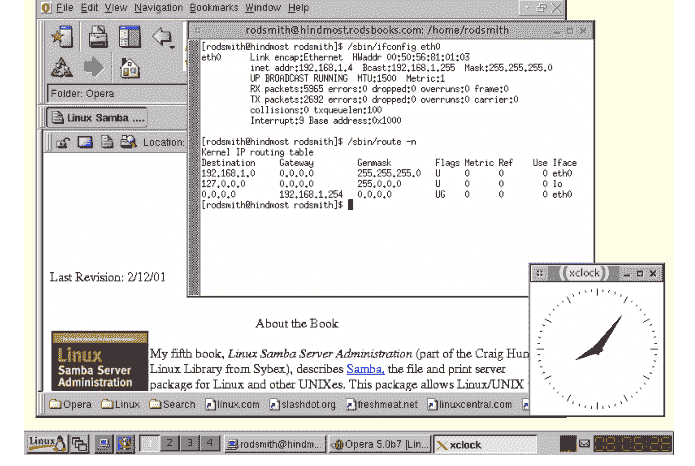 File Edit View Navigation Bookmarks Window Help
rodsmith@hindmost.rodsbooks.com: /home/rodsmith
[rodsmith@hindmost rodsmith]$ /sbin/ifconfig eth0
eth0 Link encap:Ethernet HWaddr 00:50:56:81:01:03
inet addr:192.168.1.4 Bcast:192.168.1.255 Mask:255.255.255.0
UP BROADCAST RUNNING MTU:1500 Metric:1
RX packets:5965 errors:0 dropped:0 overruns:0 frame:0
TX packets:2692 errors:0 dropped:0 overruns:0 carrier:0
collisions:0 txqueuelen:100
Interrupt:9 Base address:0x1000
[rodsmith@hindmost rodsmith]$ /sbin/route -n
Kernel IP routing table
Destination Gateway Genmask Flags Metric Ref Use Iface
192.168.1.0 0.0.0.0 255.255.255.0 U 0 0 0 eth0
127.0.0.0 0.0.0.0 255.0.0.0 U 0 0 0 lo
0.0.0.0 192.168.1.254 0.0.0.0 UG 0 0 0 eth0
[rodsmith@hindmost rodsmith]$
Folder: Opera
Linux Samba ....
Location:
Last Revision: 2/12/01
xclock
About the Book
Linux
Samba Server
Administration
My fifth book, Linux Samba Server Administration (part of the Craig Hun
Linux Library from Sybex), describes Samba, the file and print server
package for Linux and other UNIXes. This package allows Linux/UNIX
Opera Linux Search linux.com slashdot.org freshmeat.net linuxcentral.com
Linux 1 2 3 4 rodsmith@hindm... Opera 5.0b7 [Lin... xclock